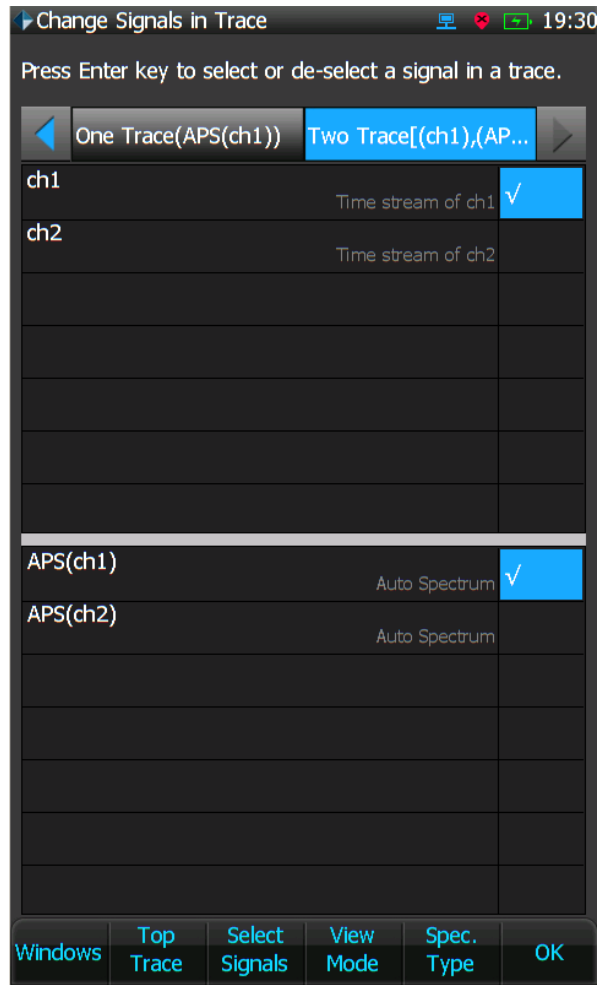 Change Signals in Trace 19:30
Press Enter key to select or de-select a signal in a trace.
One Trace(APS(ch1)) Two Trace[(ch1),(AP...
ch1
Time stream of ch1 √
ch2
Time stream of ch2
APS(ch1)
Auto Spectrum √
APS(ch2)
Auto Spectrum
Windows Top Trace Select Signals View Mode Spec. Type OK